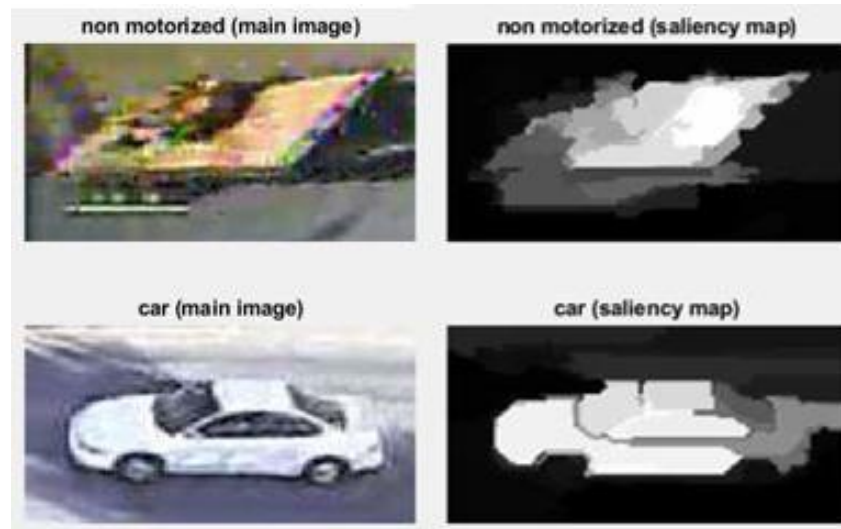 non motorized (main image)
non motorized (saliency map)
car (main image)
car (saliency map)